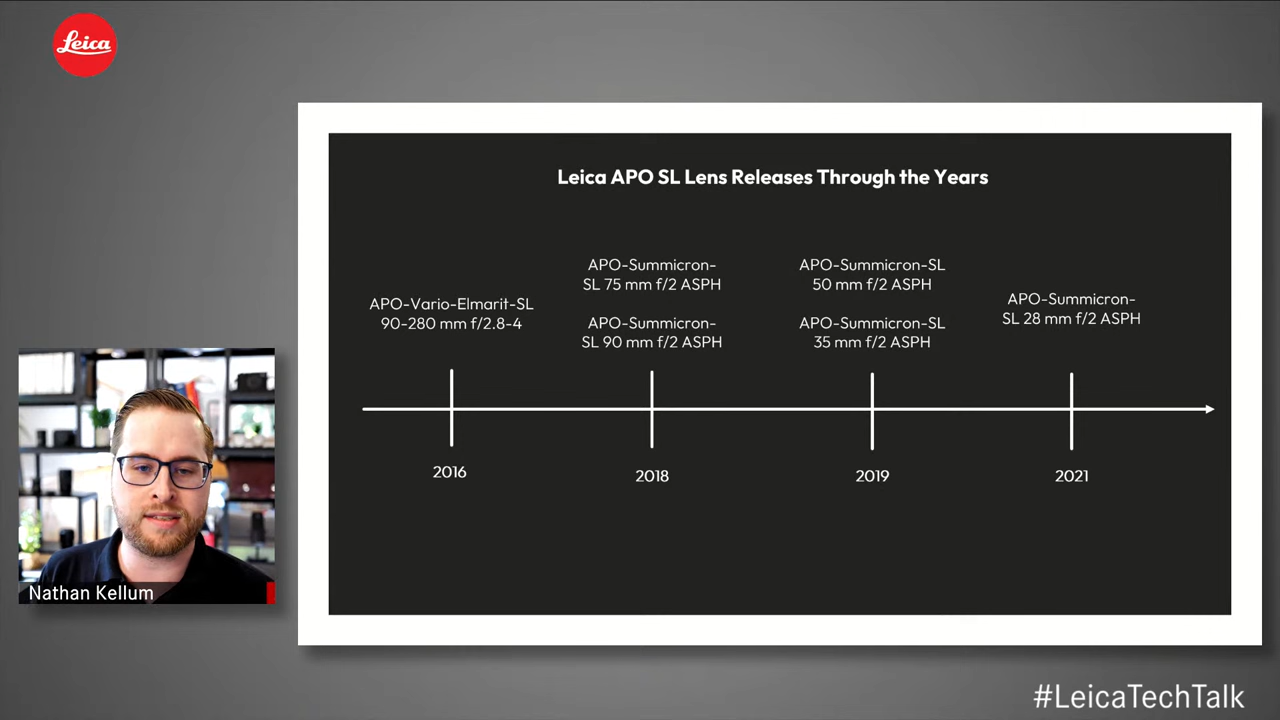 Leica
Leica APO SL Lens Releases Through the Years
APO-Vario-Elmarit-SL
90-280 mm f/2.8-4
APO-Summicron-
SL 75 mm f/2 ASPH
APO-Summicron-
SL 90 mm f/2 ASPH
APO-Summicron-SL
50 mm f/2 ASPH
APO-Summicron-SL
35 mm f/2 ASPH
APO-Summicron-
SL 28 mm f/2 ASPH
2016
2018
2019
2021
Nathan Kellum
#LeicaTechTalk